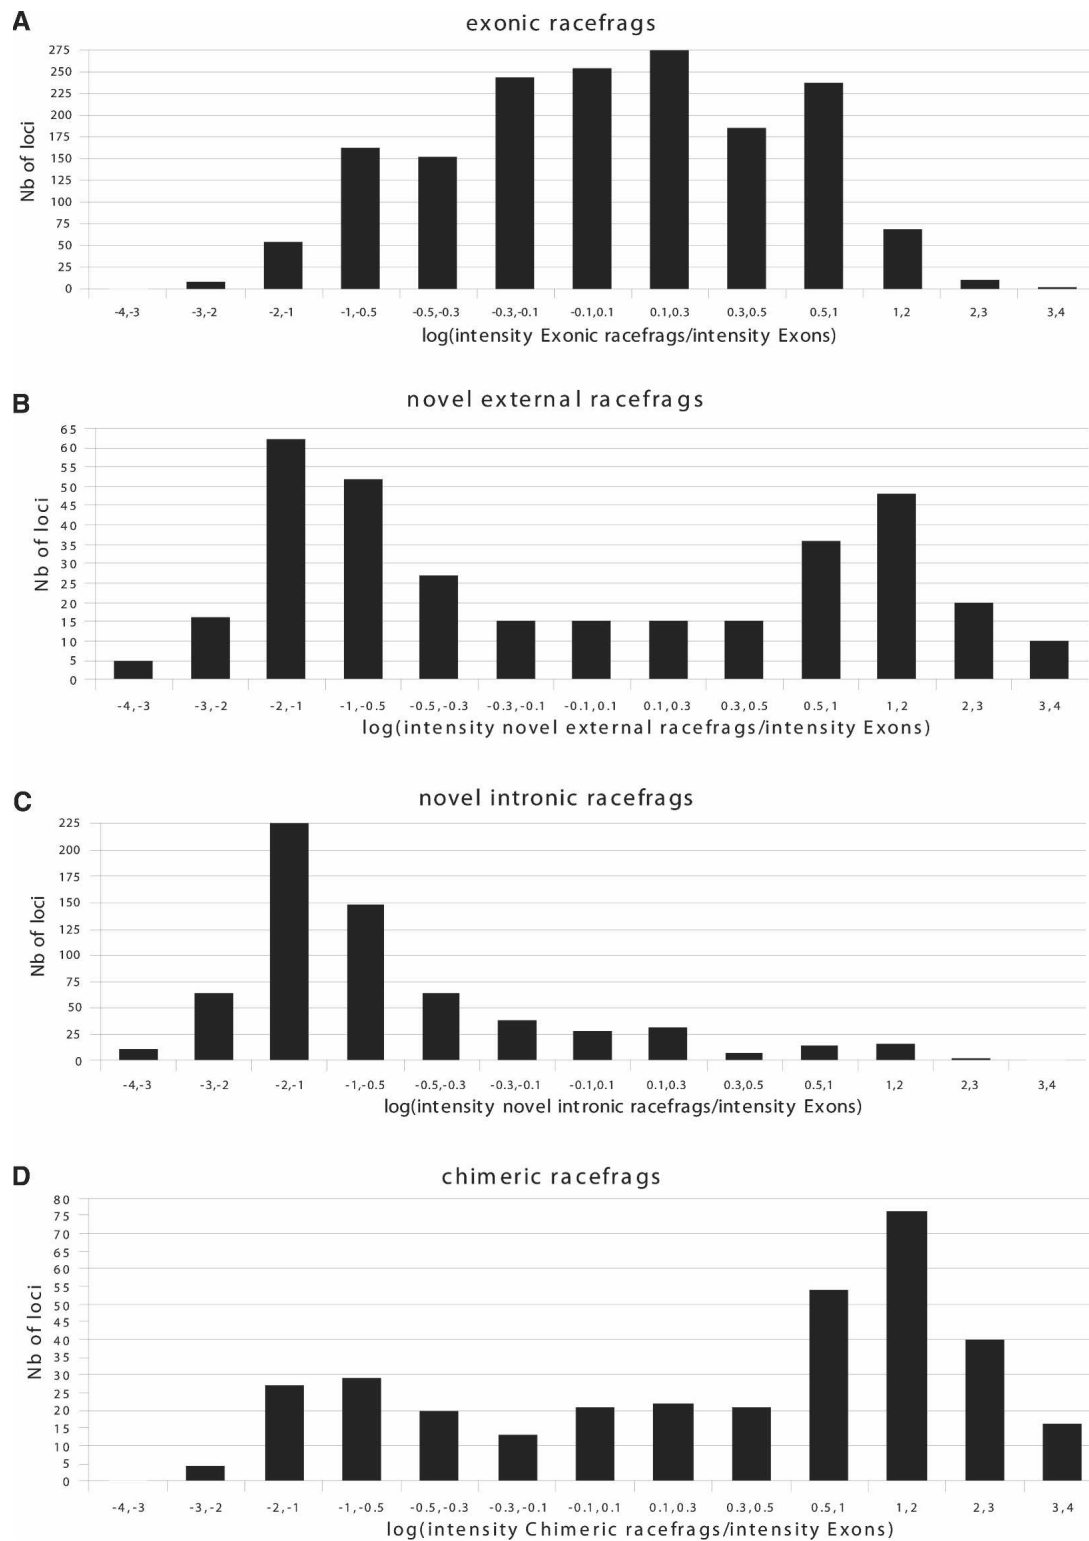 A
exonic racefrags
275
250
225
200
175
150
125
100
75
50
25
0
Nb of loci
-4,-3 -3,-2 -2,-1 -1,-0.5 -0.5,-0.3 -0.3,-0.1 -0.1,0.1 0.1,0.3 0.3,0.5 0.5,1 1,2 2,3 3,4
log(intensity Exonic racefrags/intensity Exons)
B
novel external racefrags
65
60
55
50
45
40
35
30
25
20
15
10
5
0
Nb of loci
-4,-3 -3,-2 -2,-1 -1,-0.5 -0.5,-0.3 -0.3,-0.1 -0.1,0.1 0.1,0.3 0.3,0.5 0.5,1 1,2 2,3 3,4
log(intensity novel external racefrags/intensity Exons)
C
novel intronic racefrags
225
200
175
150
125
100
75
50
25
0
Nb of loci
-4,-3 -3,-2 -2,-1 -1,-0.5 -0.5,-0.3 -0.3,-0.1 -0.1,0.1 0.1,0.3 0.3,0.5 0.5,1 1,2 2,3 3,4
log(intensity novel intronic racefrags/intensity Exons)
D
chimeric racefrags
80
75
70
65
60
55
50
45
40
35
30
25
20
15
10
5
0
Nb of loci
-4,-3 -3,-2 -2,-1 -1,-0.5 -0.5,-0.3 -0.3,-0.1 -0.1,0.1 0.1,0.3 0.3,0.5 0.5,1 1,2 2,3 3,4
log(intensity Chimeric racefrags/intensity Exons)